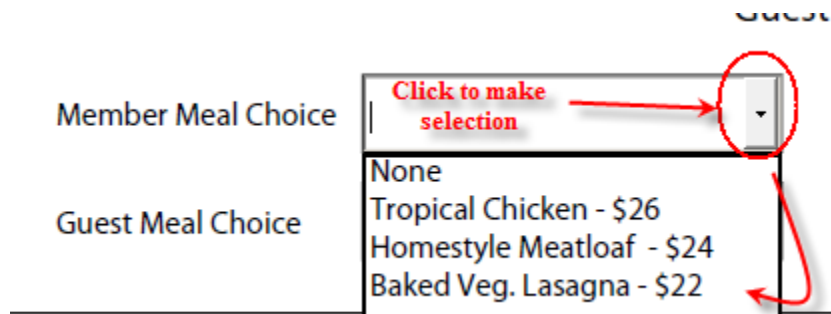 Guest
Click to make
selection
Member Meal Choice
None
Tropical Chicken - $26
Guest Meal Choice
Homestyle Meatloaf - $24
Baked Veg. Lasagna - $22